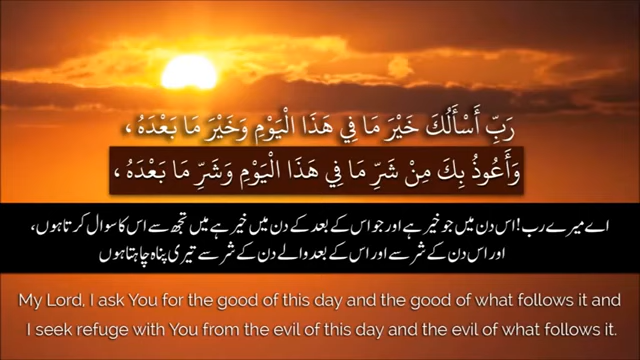 رَبِّ أَسْأَلُكَ خَيْرَ مَا فِي هَذَا الْيَوْمِ وَخَيْرَ مَا بَعْدَهُ ،
وَأَعُوذُ بِكَ مِنْ شَرِّ مَا فِي هَذَا الْيَوْمِ وَشَرِّ مَا بَعْدَهُ ،
اے میرے رب! اس دن میں جو خیر ہے اور جو اس کے بعد کے دن میں خیر ہے میں تجھ سے اس کا سوال کرتا ہوں،
اور اس دن کے شر سے اور اس کے بعد والے دن کے شر سے تیری پناہ چاہتا ہوں
My Lord, I ask You for the good of this day and the good of what follows it and
I seek refuge with You from the evil of this day and the evil of what follows it.